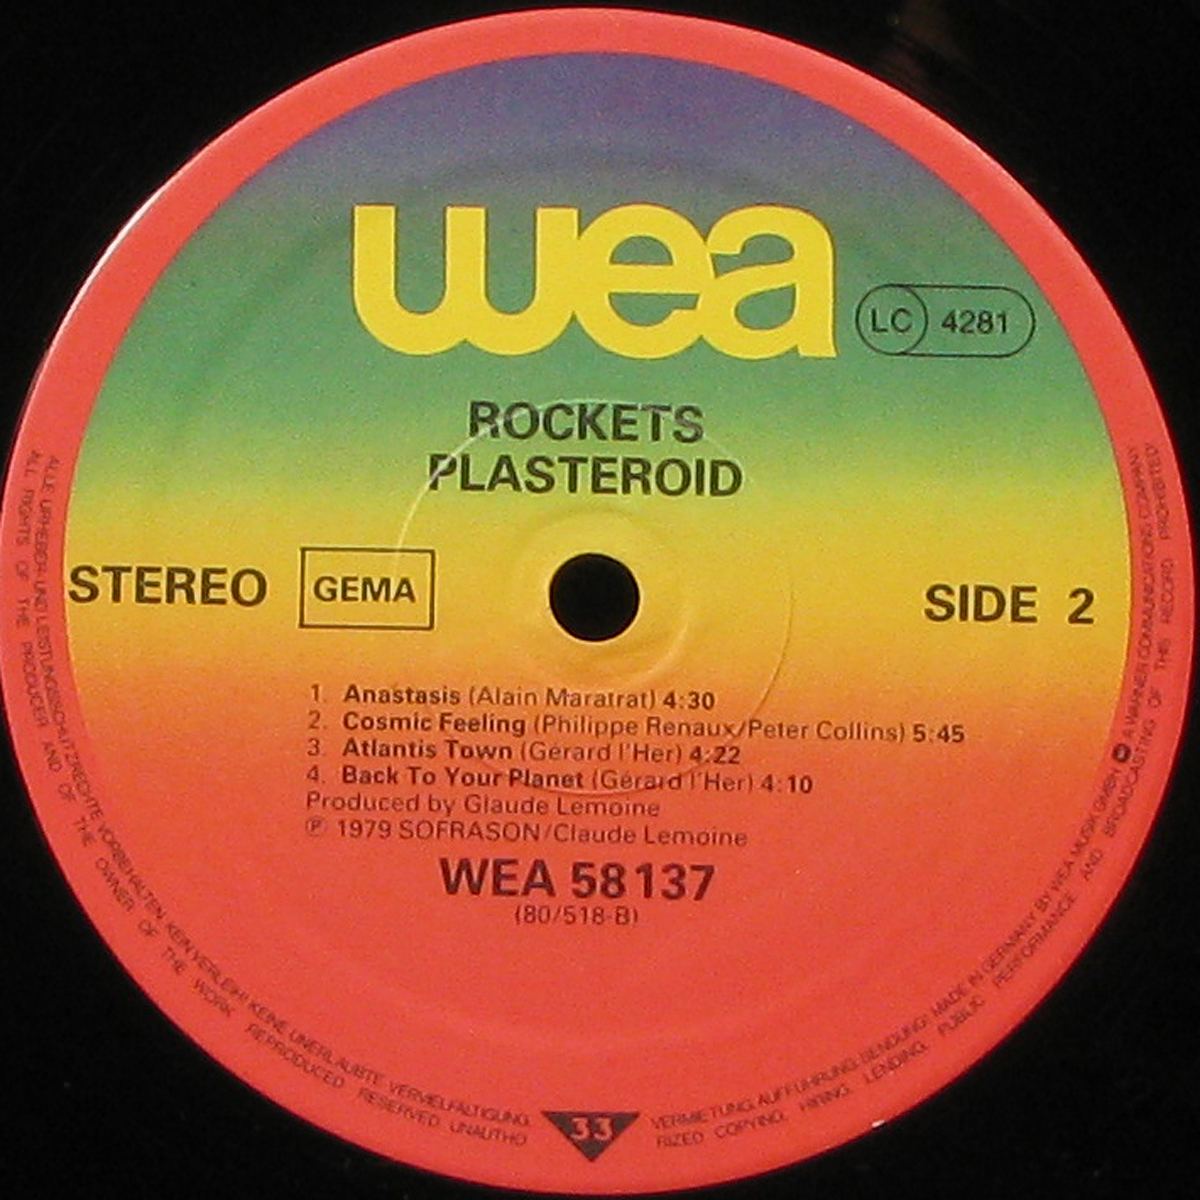 wea
LC 4281
ROCKETS
PLASTEROID
STEREO GEMA SIDE 2
1. Anastasis (Alain Maratrat) 4:30
2. Cosmic Feeling (Philippe Renaux/Peter Collins) 5:45
3. Atlantis Town (Gérard l'Her) 4:22
4. Back To Your Planet (Gérard l'Her) 4:10
Produced by Glaude Lemoine
℗ 1979 SOFRASON/Claude Lemoine
WEA 58 137
(80/518-B)
ALLE URHEBER- UND LEISTUNGSSCHUTZRECHTE VORBEHALTEN. KEIN VERLEIH! KEINE UNERLAUBTE VERVIELFÄLTIGUNG, VERMIETUNG, AUFFÜHRUNG, SENDUNG! MADE IN GERMANY BY WEA MUSIK GMBH A WARNER COMMUNICATIONS COMPANY
ALL RIGHTS OF THE PRODUCER AND OF THE OWNER OF THE WORK REPRODUCED RESERVED UNAUTHORIZED COPYING, HIRING, LENDING, PUBLIC PERFORMANCE AND BROADCASTING OF THIS RECORD PROHIBITED
33